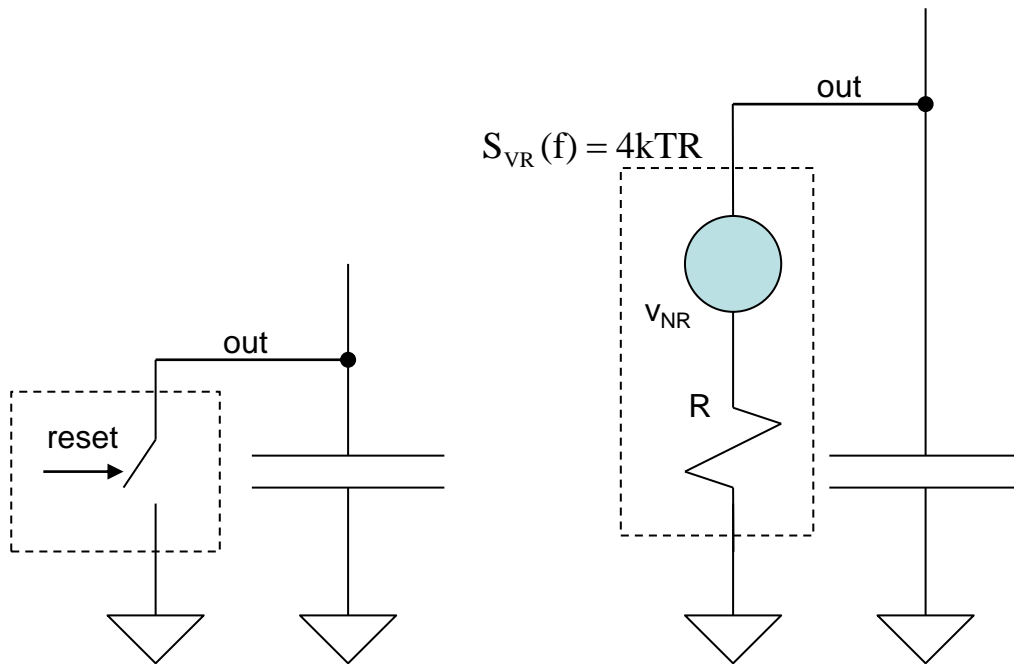 out
S_VR(f) = 4kTR
v_NR
out
R
reset